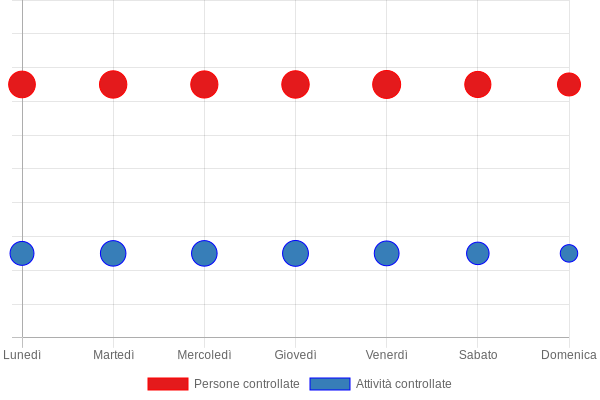 Lunedì Martedì Mercoledì Giovedì Venerdì Sabato Domenica
Persone controllate Attività controllate